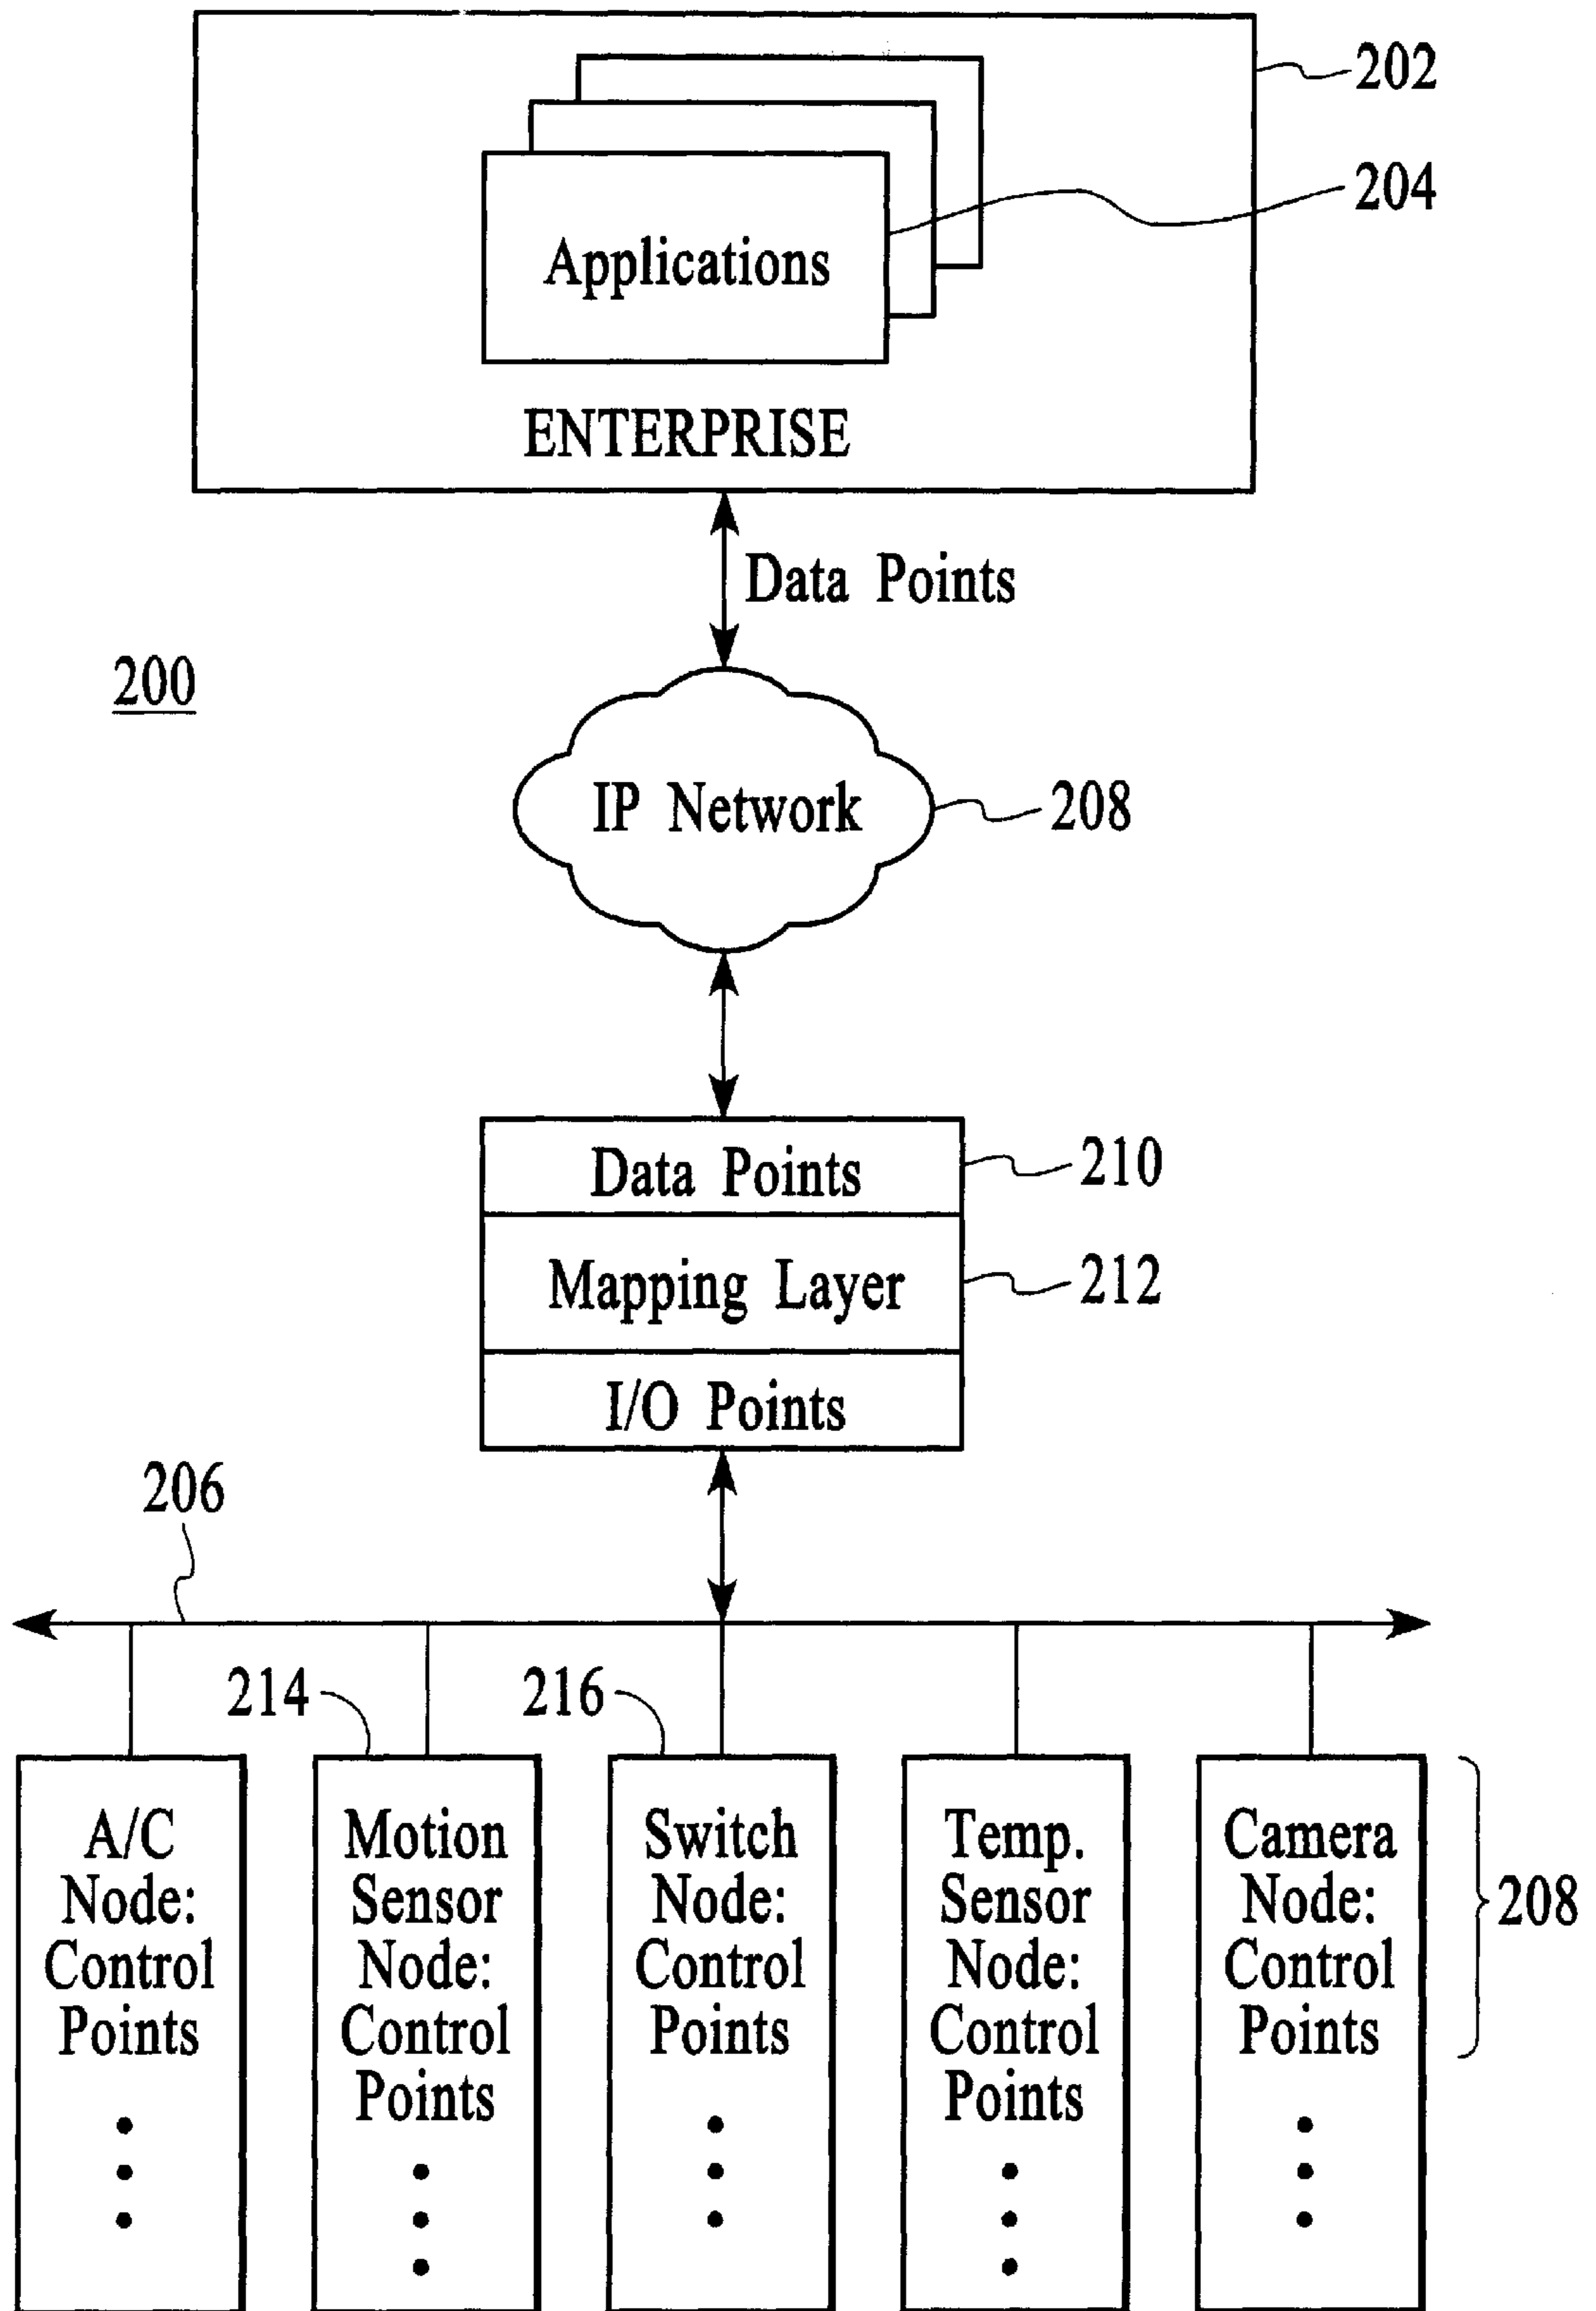 202
204
Applications
ENTERPRISE
Data Points
200
IP Network
208
Data Points
210
Mapping Layer
212
I/O Points
206
214
216
A/C
Node:
Control
Points
Motion
Sensor
Node:
Control
Points
Switch
Node:
Control
Points
Temp.
Sensor
Node:
Control
Points
Camera
Node:
Control
Points
208